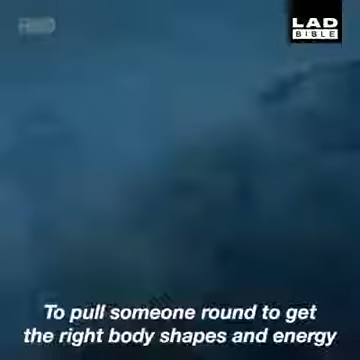 LAD
BIBLE
To pull someone round to get
the right body shapes and energy